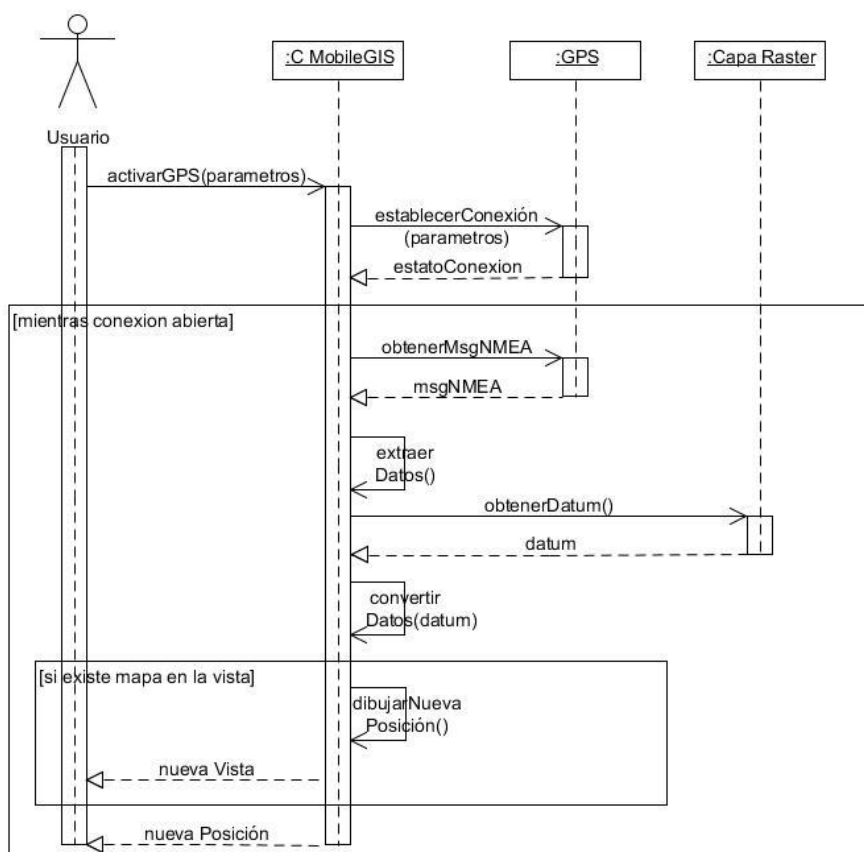 :C MobileGIS
:GPS
:Capa Raster
Usuario
activarGPS(parametros)
establecerConexión
(parametros)
estatoConexion
[mientras conexion abierta]
obtenerMsgNMEA
msgNMEA
extraer
Datos()
obtenerDatum()
datum
convertir
Datos(datum)
[si existe mapa en la vista]
dibujarNueva
Posición()
nueva Vista
nueva Posición